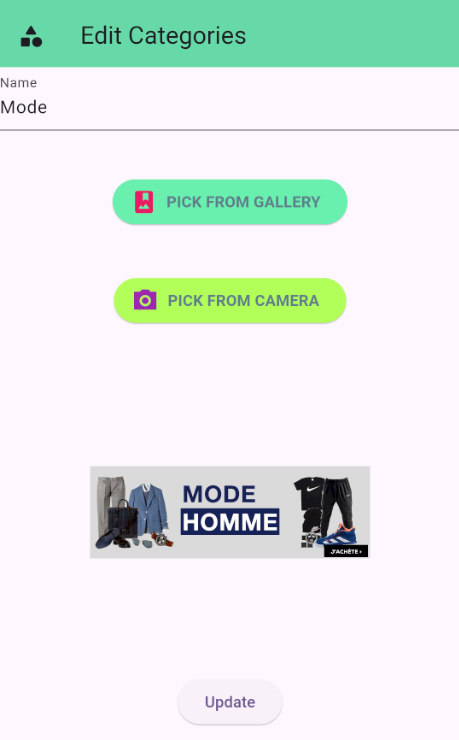 Edit Categories
Name
Mode
PICK FROM GALLERY
PICK FROM CAMERA
MODE
HOMME
J'ACHÈTE ›
Update